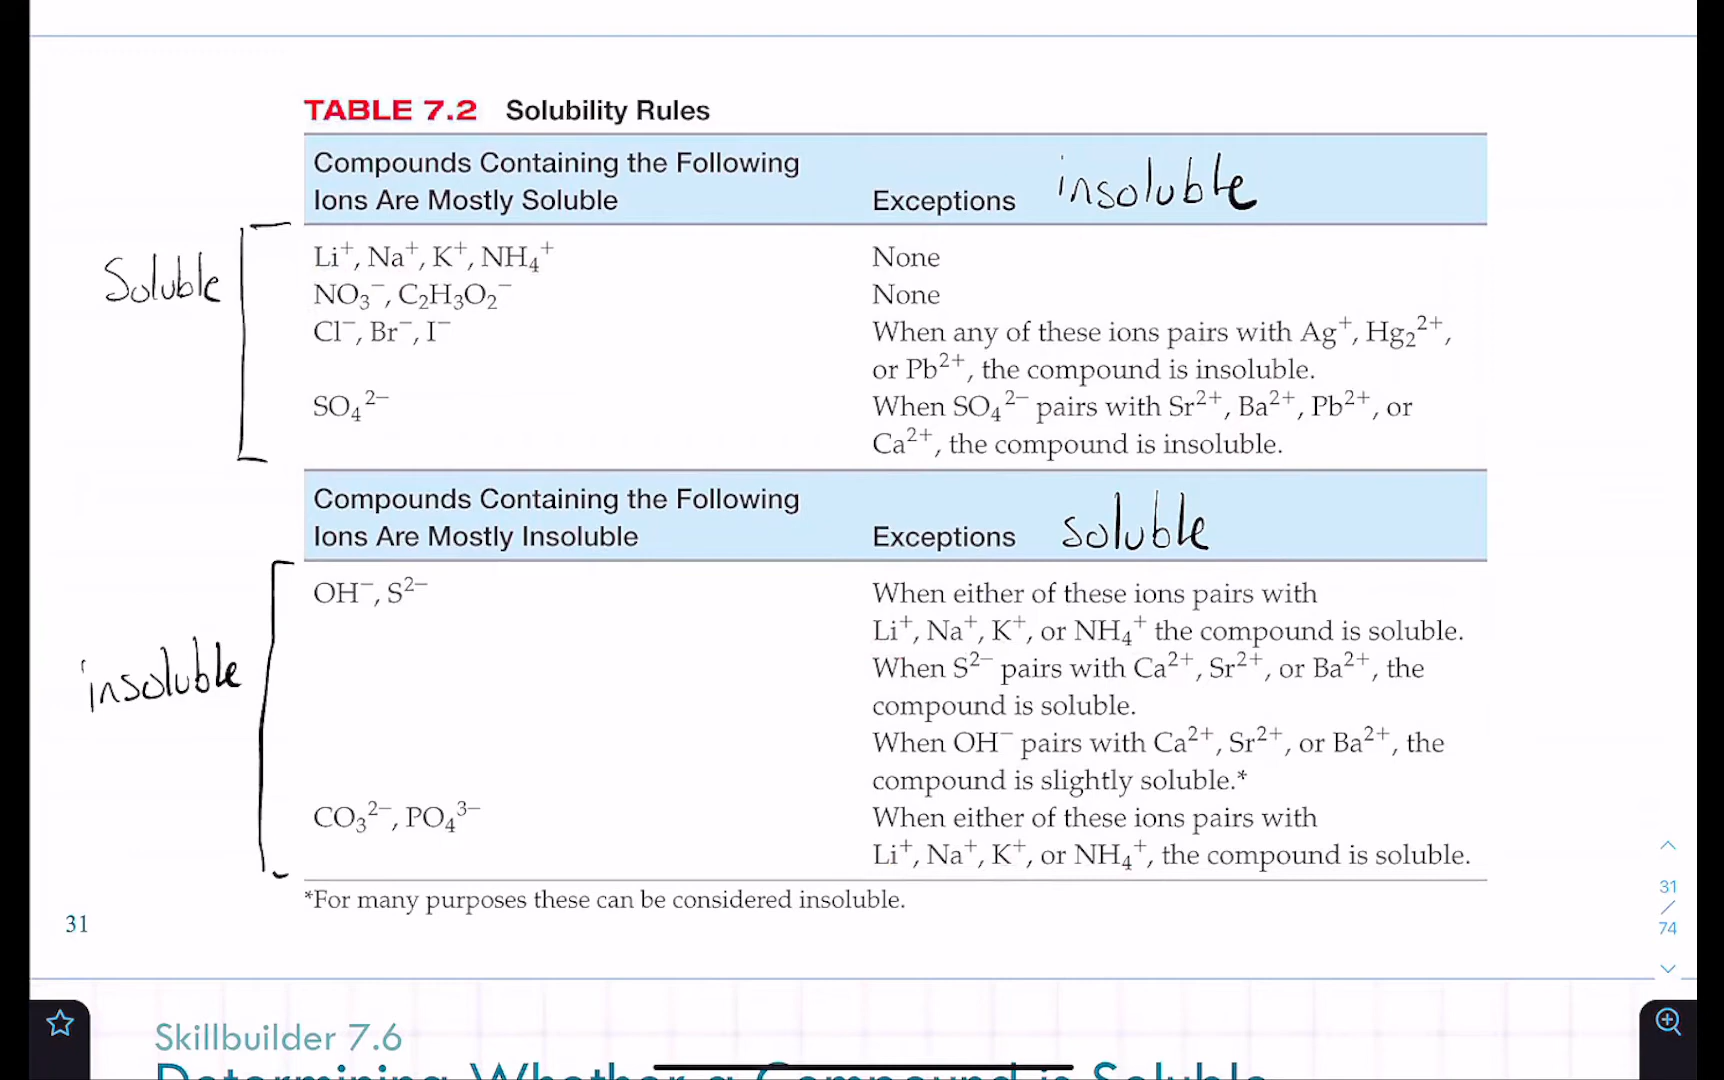 TABLE 7.2 Solubility Rules
Compounds Containing the Following
Ions Are Mostly Soluble
Exceptions insoluble
Soluble
Li⁺, Na⁺, K⁺, NH₄⁺
None
NO₃⁻, C₂H₃O₂⁻
None
Cl⁻, Br⁻, I⁻
When any of these ions pairs with Ag⁺, Hg₂²⁺,
or Pb²⁺, the compound is insoluble.
SO₄²⁻
When SO₄²⁻ pairs with Sr²⁺, Ba²⁺, Pb²⁺, or
Ca²⁺, the compound is insoluble.
Compounds Containing the Following
Ions Are Mostly Insoluble
Exceptions soluble
insoluble
OH⁻, S²⁻
When either of these ions pairs with
Li⁺, Na⁺, K⁺, or NH₄⁺ the compound is soluble.
When S²⁻ pairs with Ca²⁺, Sr²⁺, or Ba²⁺, the
compound is soluble.
When OH⁻ pairs with Ca²⁺, Sr²⁺, or Ba²⁺, the
compound is slightly soluble.*
CO₃²⁻, PO₄³⁻
When either of these ions pairs with
Li⁺, Na⁺, K⁺, or NH₄⁺, the compound is soluble.
*For many purposes these can be considered insoluble.
31
31
/
74
Skillbuilder 7.6
Determining Whether a Compound is Soluble